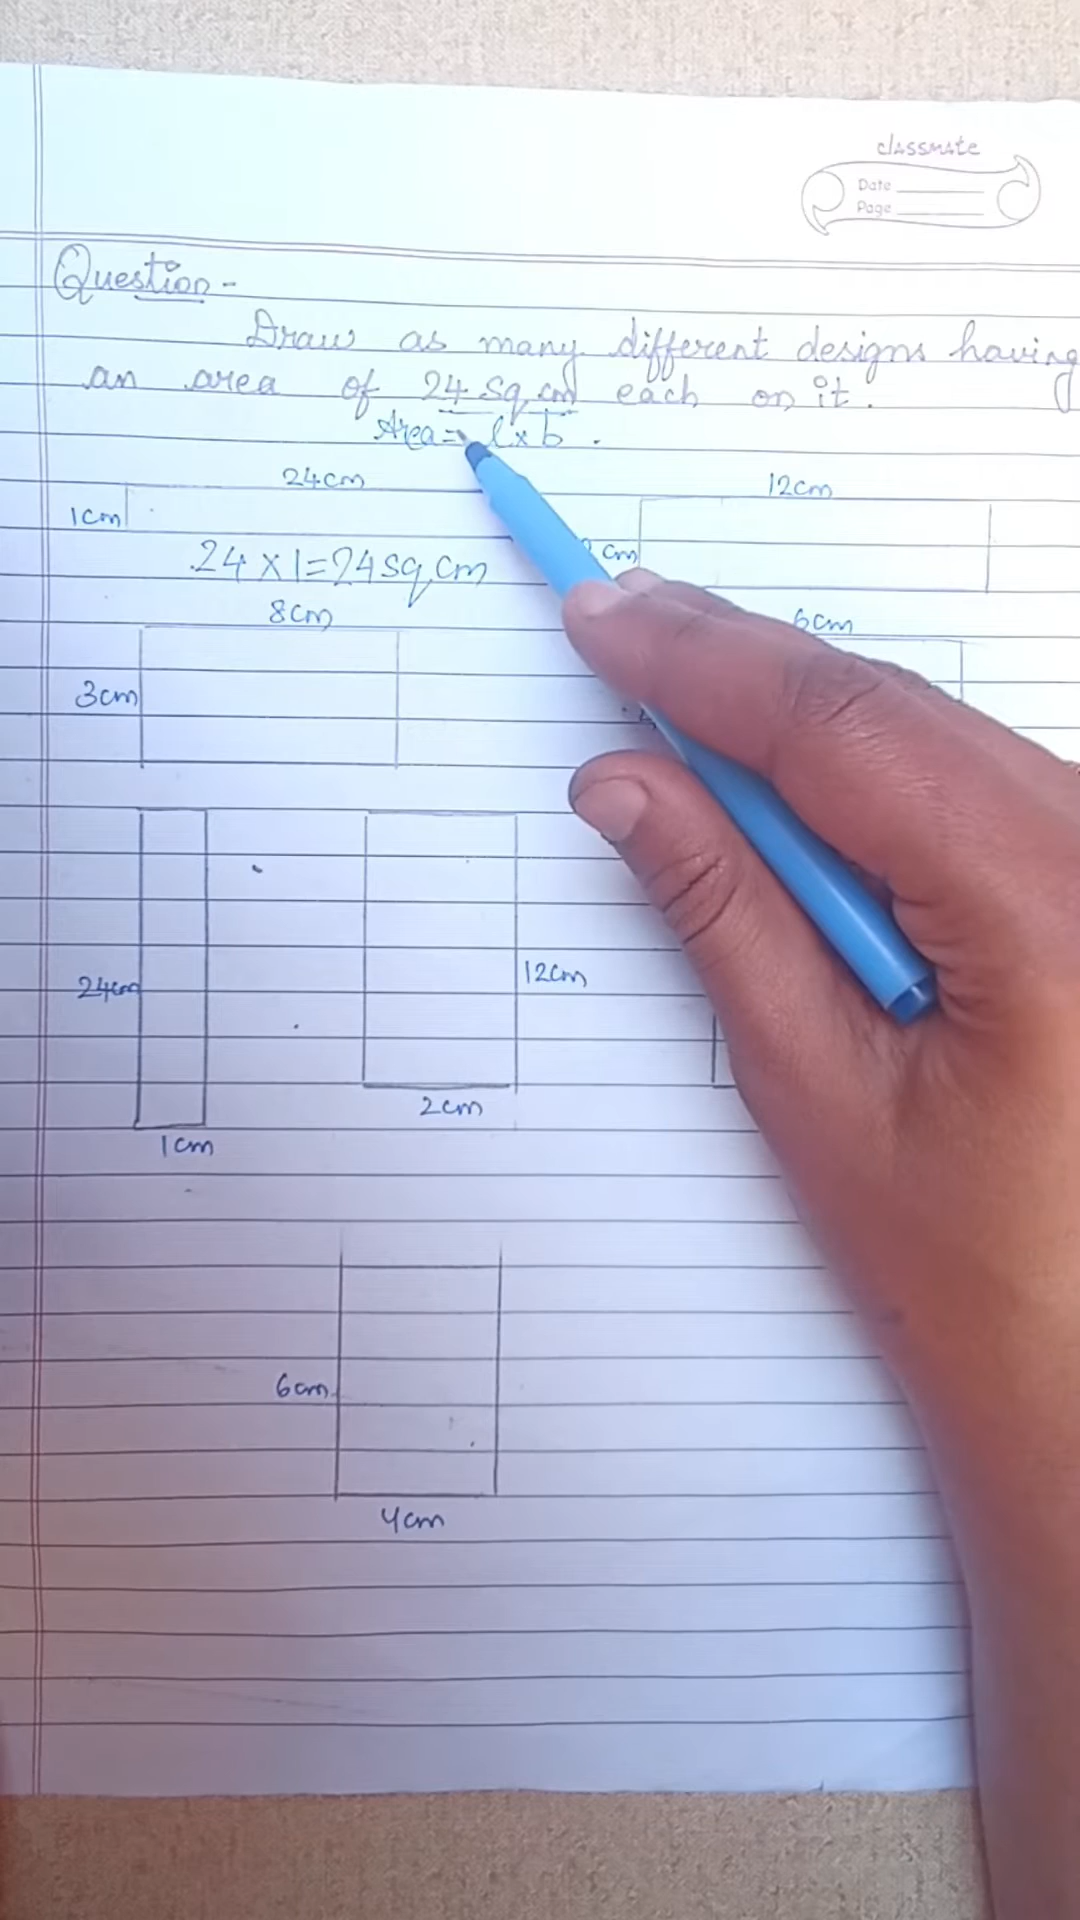 classmate
Date
Page
Question -
Draw as many different designs having
an area of 24 sq cm each on it.
Area = l × b .
24cm
12cm
1cm
cm
24 × 1 = 24 sq cm
8cm
6cm
3cm
24cm
12cm
2cm
1cm
6cm
4cm